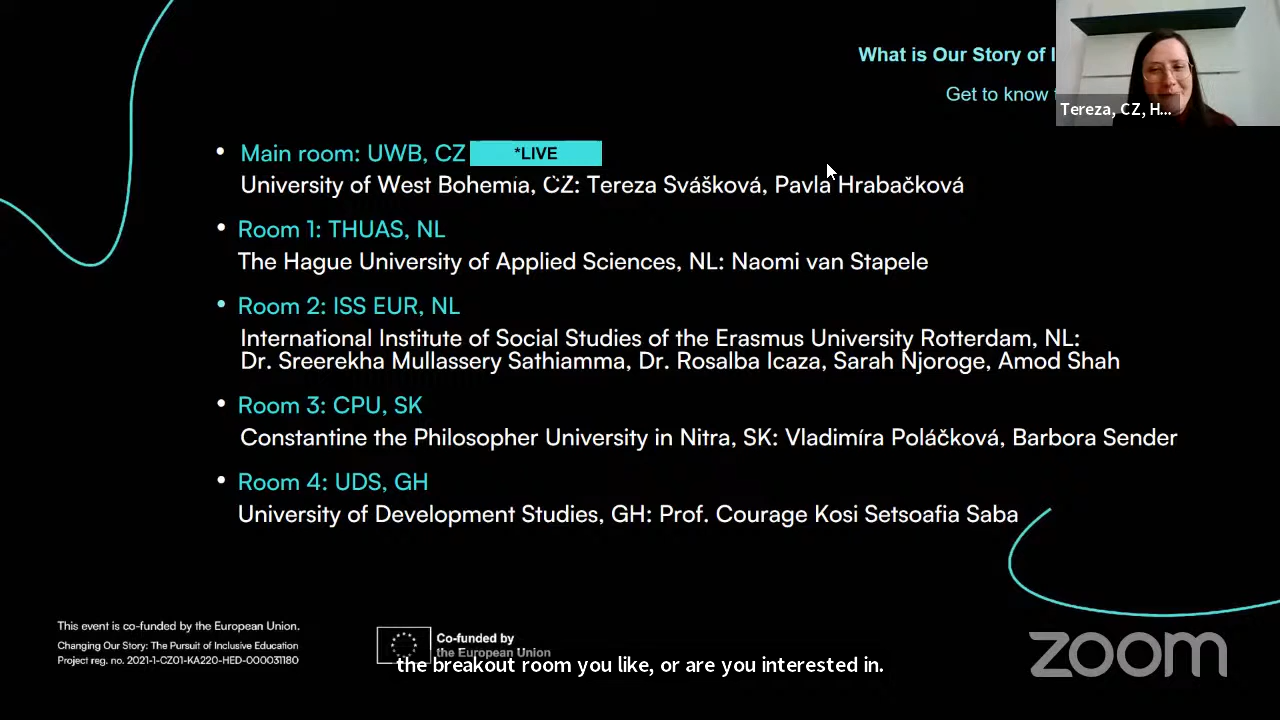 What is Our Story of I
Get to know
Tereza, CZ, H...
Main room: UWB, CZ
*LIVE
University of West Bohemia, CZ: Tereza Svášková, Pavla Hrabačková
Room 1: THUAS, NL
The Hague University of Applied Sciences, NL: Naomi van Stapele
Room 2: ISS EUR, NL
International Institute of Social Studies of the Erasmus University Rotterdam, NL:
Dr. Sreerekha Mullassery Sathiamma, Dr. Rosalba Icaza, Sarah Njoroge, Amod Shah
Room 3: CPU, SK
Constantine the Philosopher University in Nitra, SK: Vladimíra Poláčková, Barbora Sender
Room 4: UDS, GH
University of Development Studies, GH: Prof. Courage Kosi Setsoafia Saba
This event is co-funded by the European Union.
Changing Our Story: The Pursuit of Inclusive Education
Project reg. no. 2021-1-CZ01-KA220-HED-000031180
Co-funded by
the European Union
the breakout room you like, or are you interested in.
zoom